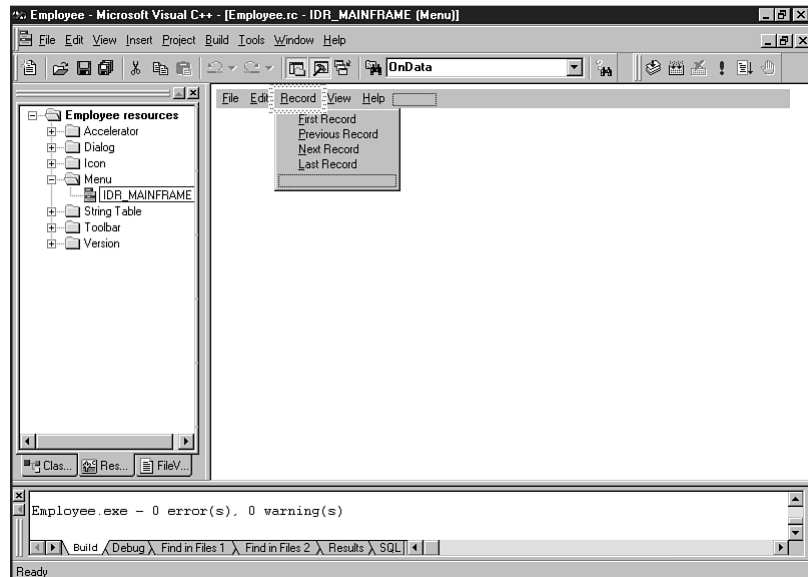 Employee - Microsoft Visual C++ - [Employee.rc - IDR_MAINFRAME (Menu)]
File Edit View Insert Project Build Tools Window Help
OnData
File Edit Record View Help
First Record
Previous Record
Next Record
Last Record
Employee resources
Accelerator
Dialog
Icon
Menu
IDR_MAINFRAME
String Table
Toolbar
Version
Clas... Res... FileV...
Employee.exe - 0 error(s), 0 warning(s)
Build Debug Find in Files 1 Find in Files 2 Results SQL
Ready